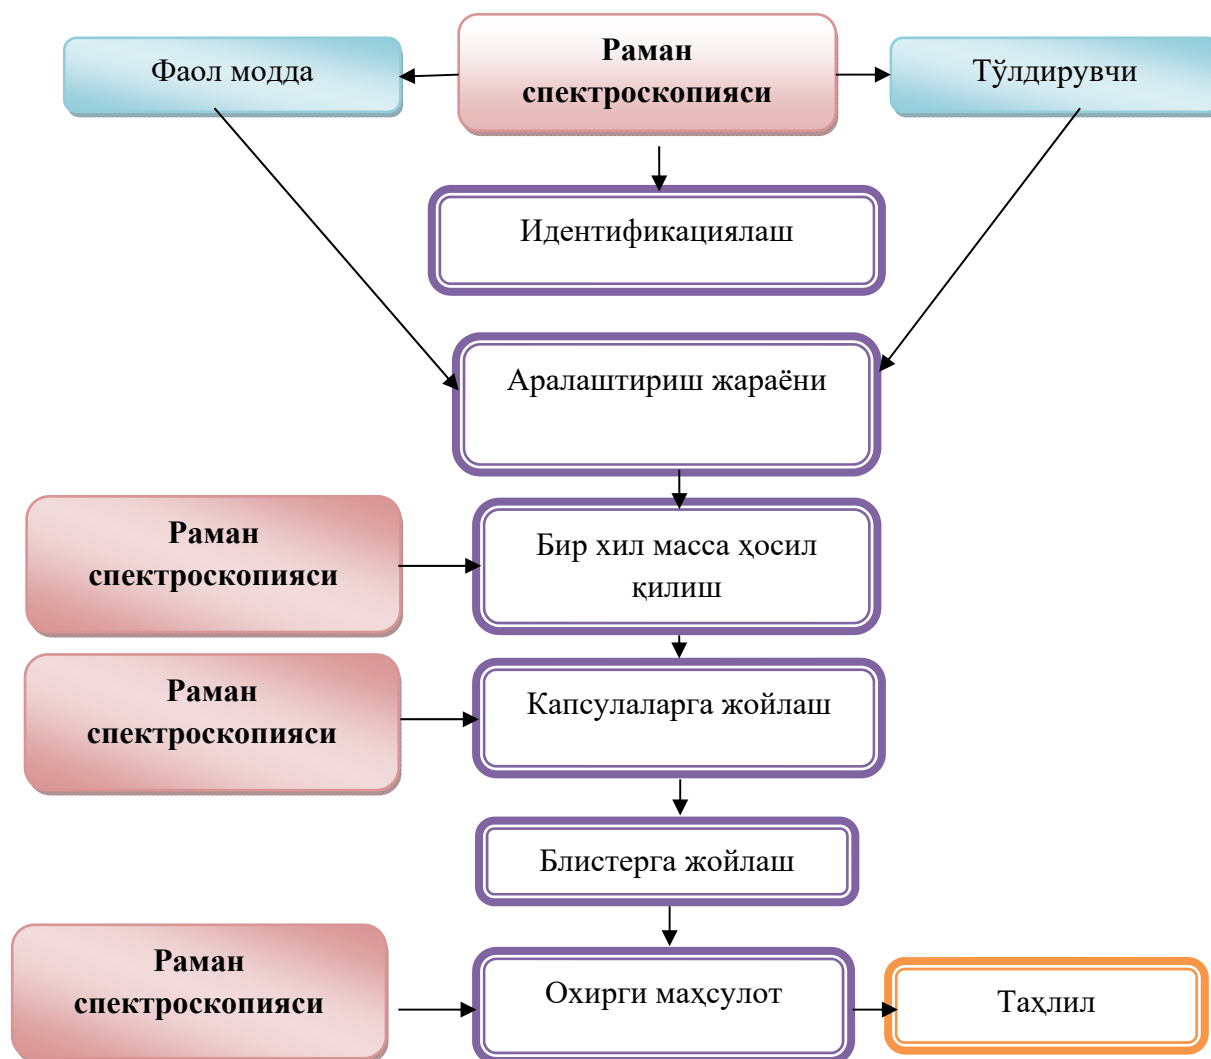 Фаол модда
Раман
спектроскопияси
Тўлдирувчи
Идентификациялаш
Аралаштириш жараёни
Раман
спектроскопияси
Бир хил масса ҳосил
қилиш
Раман
спектроскопияси
Капсулаларга жойлаш
Блистерга жойлаш
Раман
спектроскопияси
Охирги маҳсулот
Таҳлил